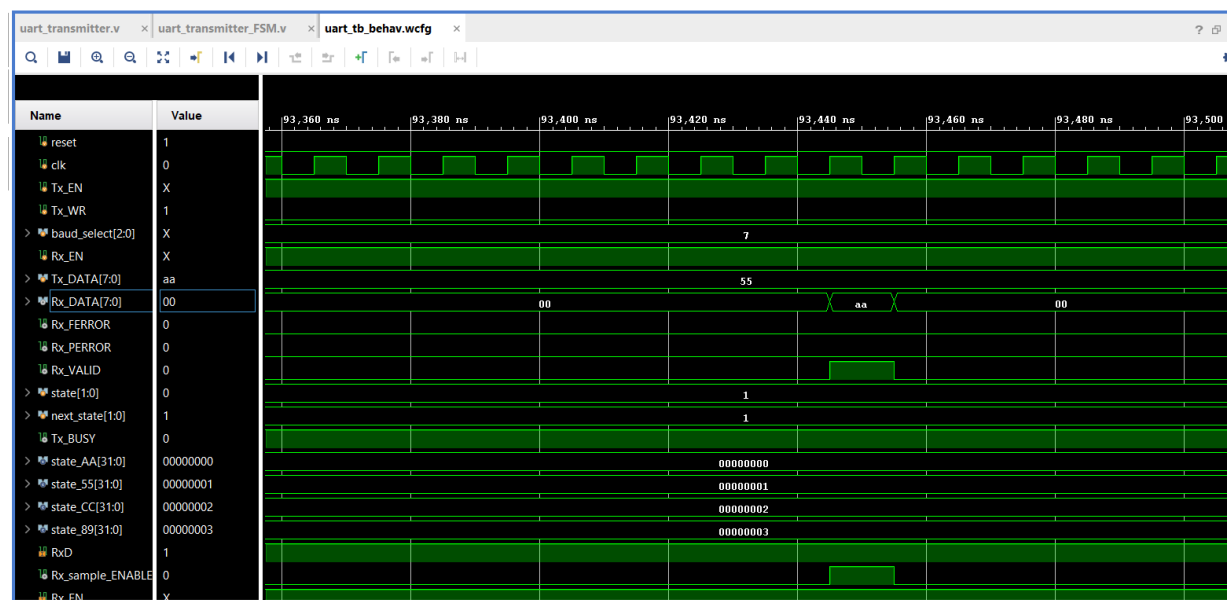 uart_transmitter.v × uart_transmitter_FSM.v × uart_tb_behav.wcfg ×
?
Name Value
93,360 ns 93,380 ns 93,400 ns 93,420 ns 93,440 ns 93,460 ns 93,480 ns 93,500
reset 1
clk 0
Tx_EN X
Tx_WR 1
baud_select[2:0] X 7
Rx_EN X
Tx_DATA[7:0] aa 55
Rx_DATA[7:0] 00 00 aa 00
Rx_FERROR 0
Rx_PERROR 0
Rx_VALID 0
state[1:0] 0 1
next_state[1:0] 1 1
Tx_BUSY 0
state_AA[31:0] 00000000 00000000
state_55[31:0] 00000001 00000001
state_CC[31:0] 00000002 00000002
state_89[31:0] 00000003 00000003
RxD 1
Rx_sample_ENABLE 0
Rx_EN X